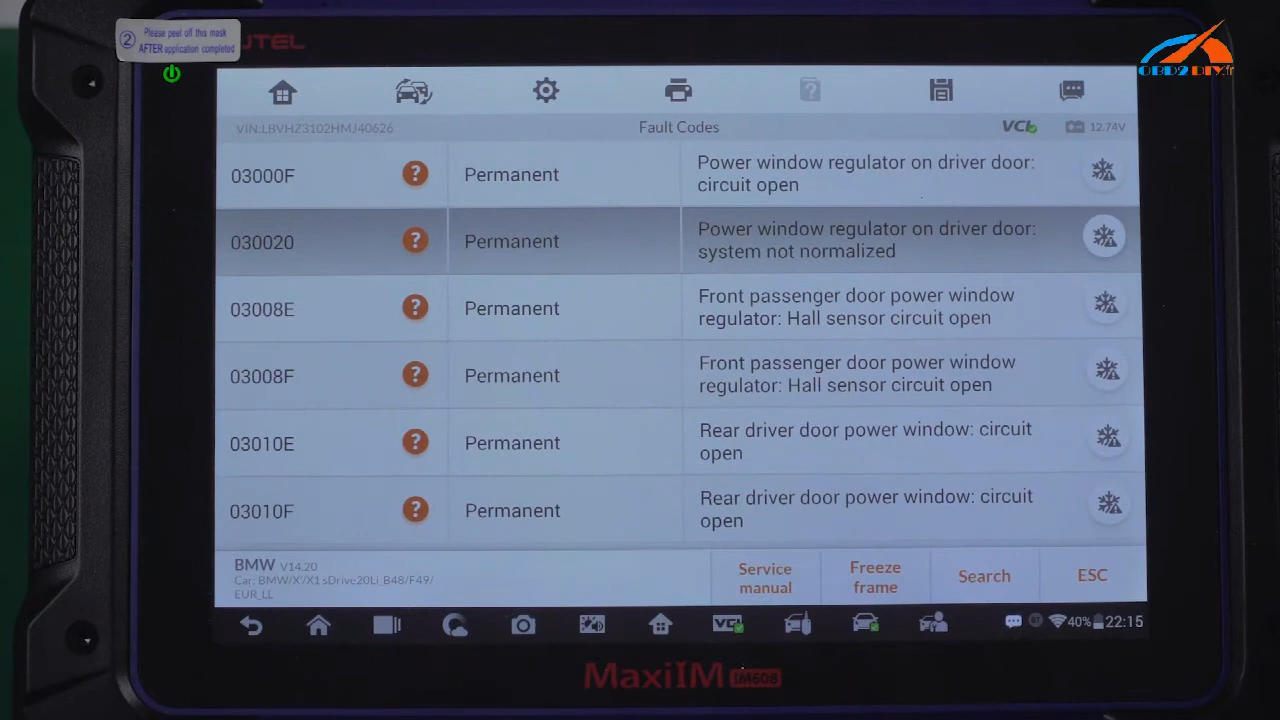 ② Please peel off this mask
AFTER application completed
UTEL
OBD2DIY.fr
VIN:LBVHZ3102HMJ40626
Fault Codes
VCI
12.74V
03000F
?
Permanent
Power window regulator on driver door:
circuit open
030020
?
Permanent
Power window regulator on driver door:
system not normalized
03008E
?
Permanent
Front passenger door power window
regulator: Hall sensor circuit open
03008F
?
Permanent
Front passenger door power window
regulator: Hall sensor circuit open
03010E
?
Permanent
Rear driver door power window: circuit
open
03010F
?
Permanent
Rear driver door power window: circuit
open
BMW V14.20
Car: BMW/X'/X1 sDrive20Li_B48/F49/
EUR_LL
Service
manual
Freeze
frame
Search
ESC
VCI
40%
22:15
MaxiIM IM608